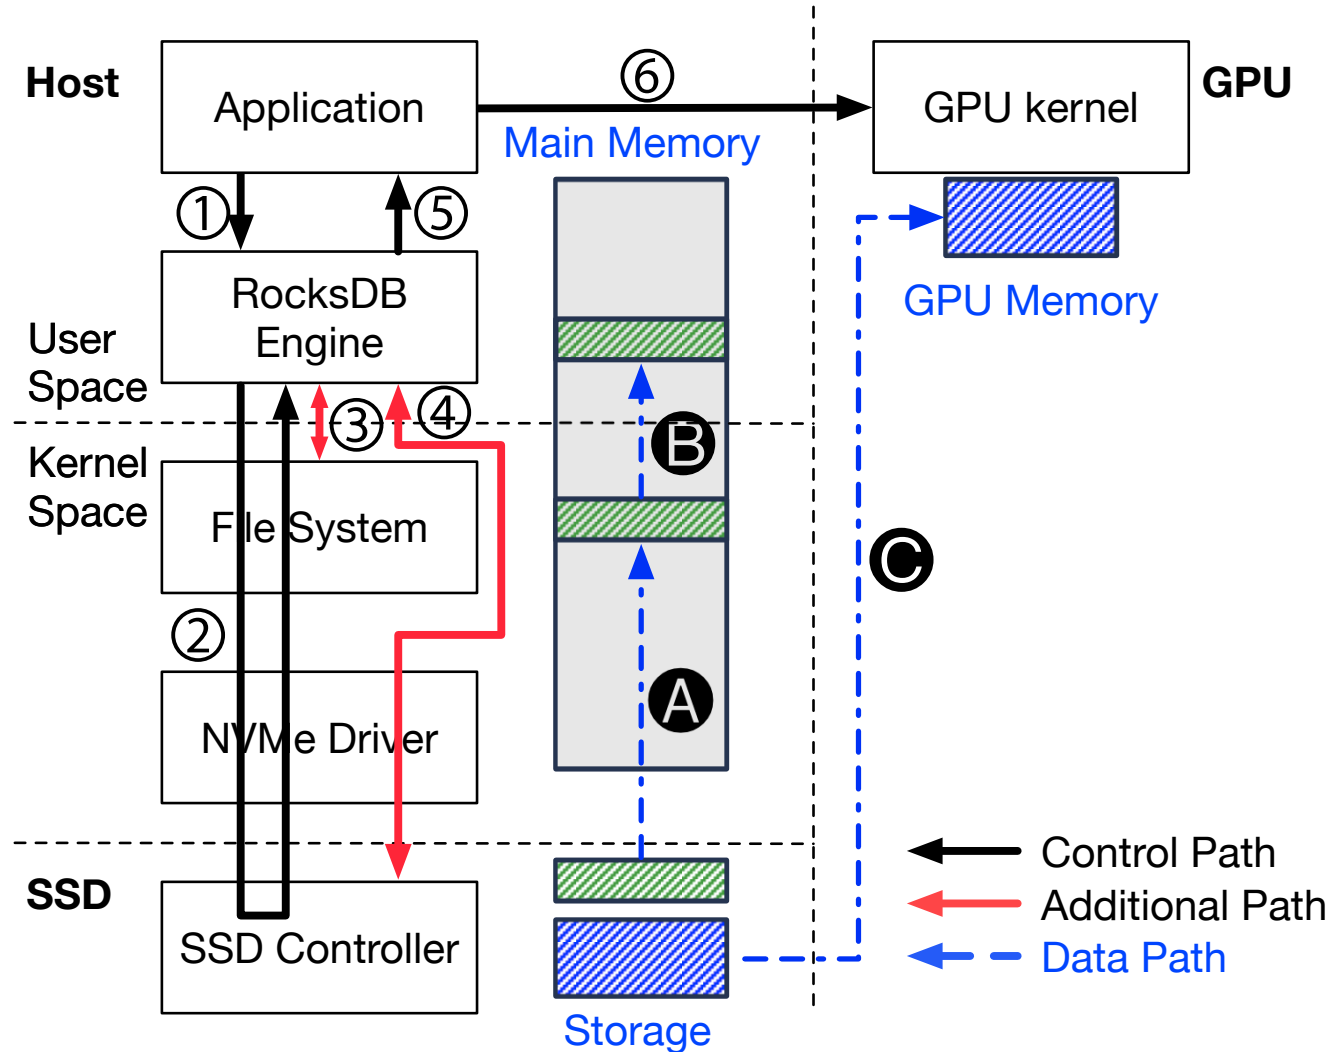 Host
Application
⑥
GPU kernel
GPU
Main Memory
①
⑤
RocksDB
Engine
GPU Memory
User
Space
③
④
B
Kernel
Space
File System
C
②
A
NVMe Driver
SSD
SSD Controller
Storage
Control Path
Additional Path
Data Path